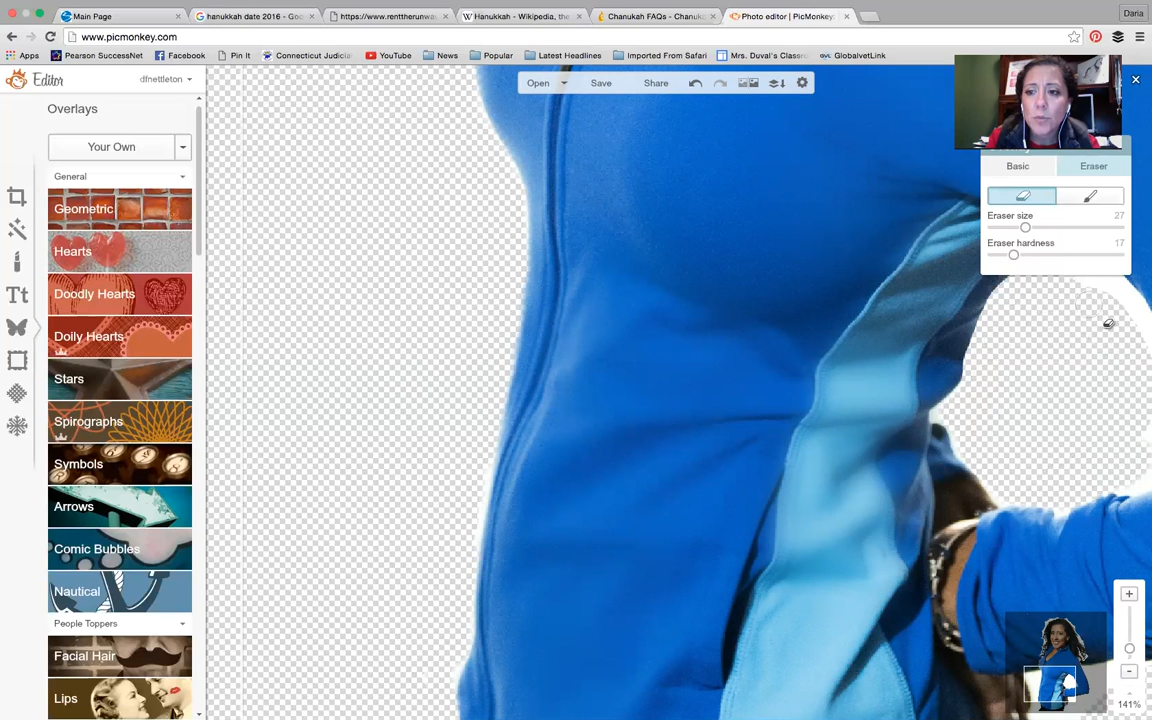 Main Page
hanukkah date 2016 - Goo
https://www.renttherunwa
Hanukkah - Wikipedia, the
Chanukah FAQs - Chanuka
Photo editor | PicMonkey:
Daria
www.picmonkey.com
Apps
Pearson SuccessNet
Facebook
Pin It
Connecticut Judicial
YouTube
News
Popular
Latest Headlines
Imported From Safari
Mrs. Duval's Classro
GlobalvetLink
Editor
dfnettleton
Open
Save
Share
Overlays
Your Own
General
Geometric
Hearts
Doodly Hearts
Doily Hearts
Stars
Spirographs
Symbols
Arrows
Comic Bubbles
Nautical
People Toppers
Facial Hair
Lips
Tt
Basic
Eraser
Eraser size
27
Eraser hardness
17
141%